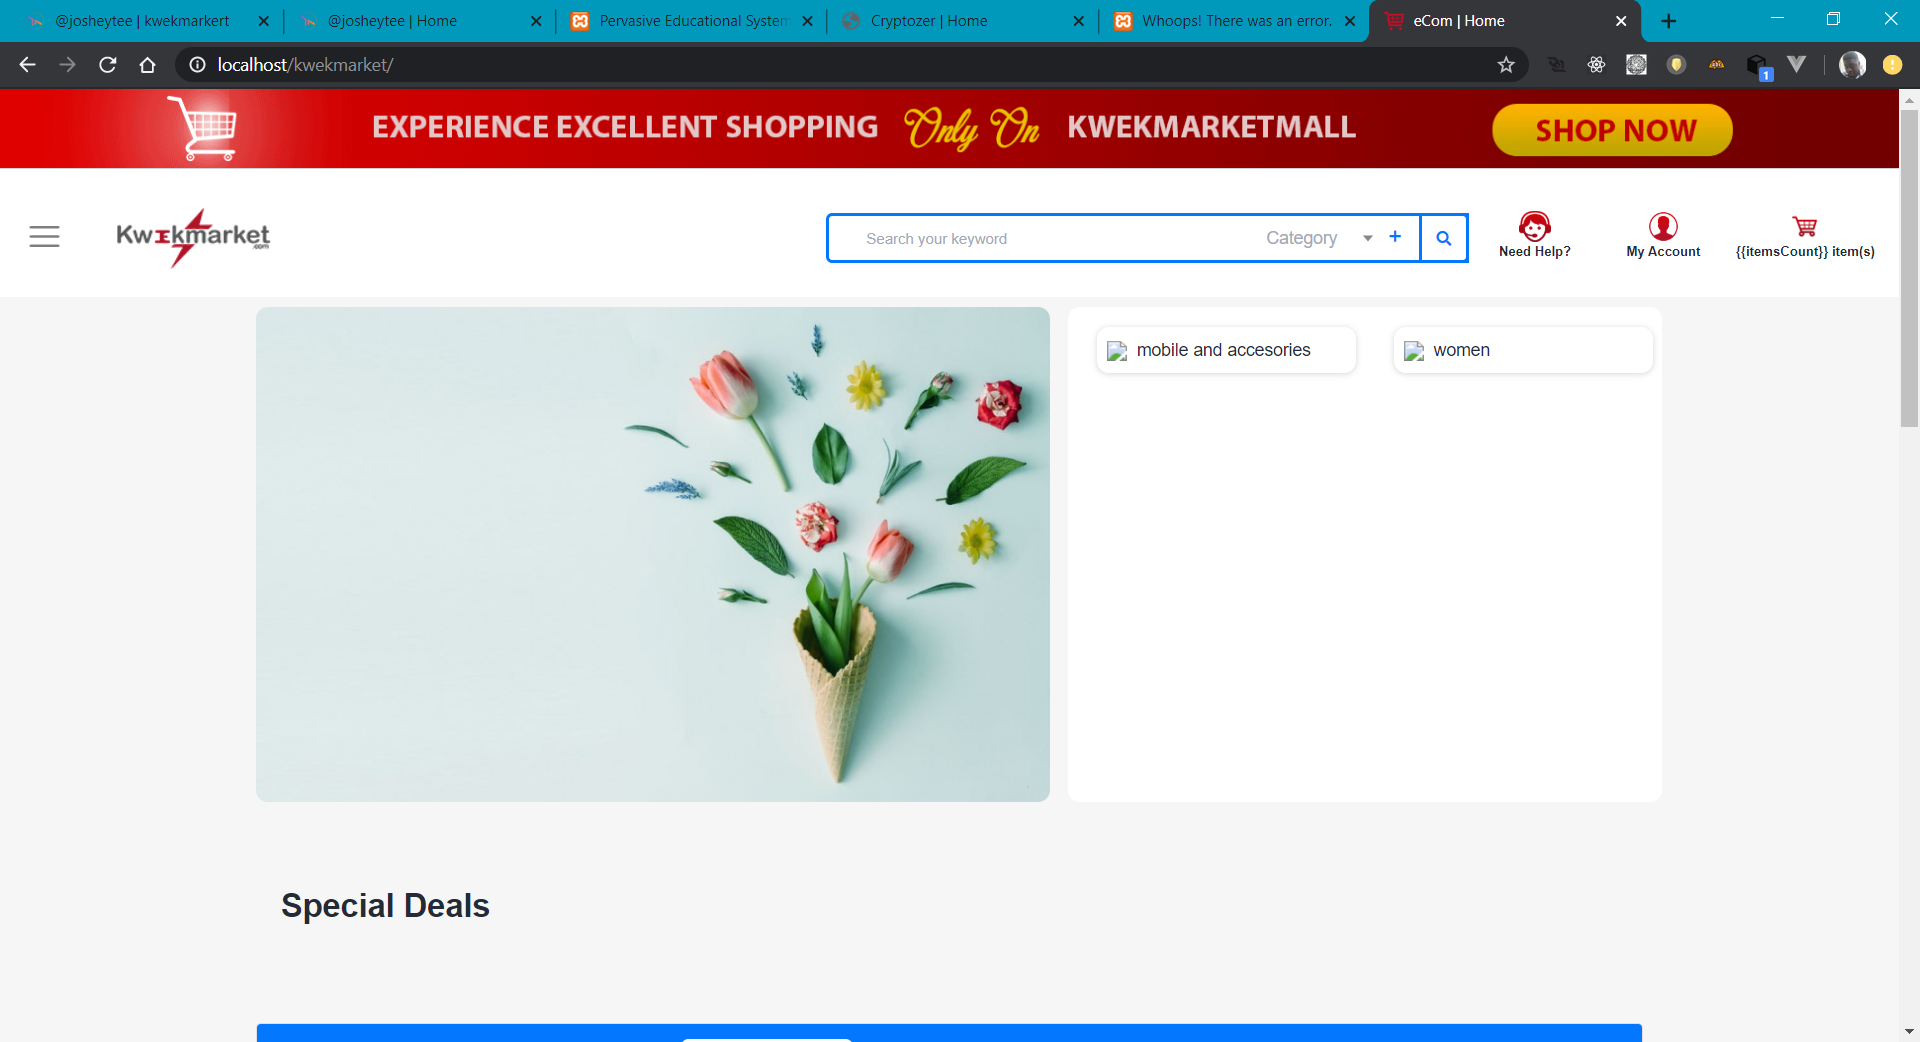 @josheytee | kwekmarkert
@josheytee | Home
Pervasive Educational System
Cryptozer | Home
Whoops! There was an error.
eCom | Home
localhost/kwekmarket/
1
EXPERIENCE EXCELLENT SHOPPING Only On KWEKMARKETMALL
SHOP NOW
Kwekmarket
.com
Search your keyword
Category
Need Help?
My Account
{{itemsCount}} item(s)
mobile and accesories
women
Special Deals